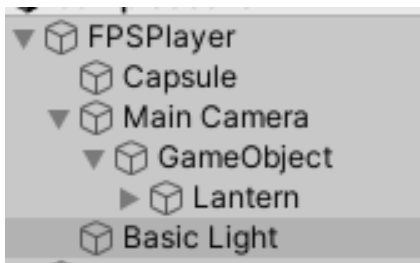 FPSPlayer
Capsule
Main Camera
GameObject
Lantern
Basic Light